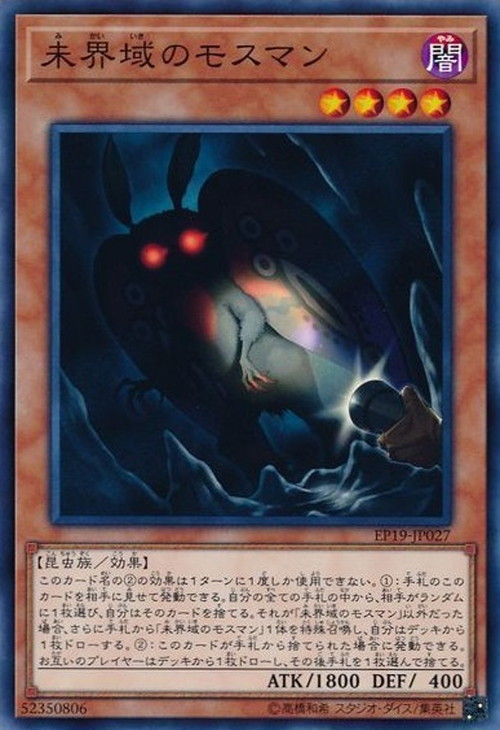 未界域のモスマン
闇
EP19-JP027
【昆虫族／効果】
このカード名の②の効果は1ターンに1度しか使用できない。①：手札のこの
カードを相手に見せて発動できる。自分の全ての手札の中から、相手がランダム
に1枚選び、自分はそのカードを捨てる。それが「未界域のモスマン」以外だった
場合、さらに手札から「未界域のモスマン」1体を特殊召喚し、自分はデッキから
1枚ドローする。②：このカードが手札から捨てられた場合に発動できる。
お互いのプレイヤーはデッキから1枚ドローし、その後手札を1枚選んで捨てる。
ATK/1800 DEF/ 400
52350806
©高橋和希 スタジオ・ダイス/集英社